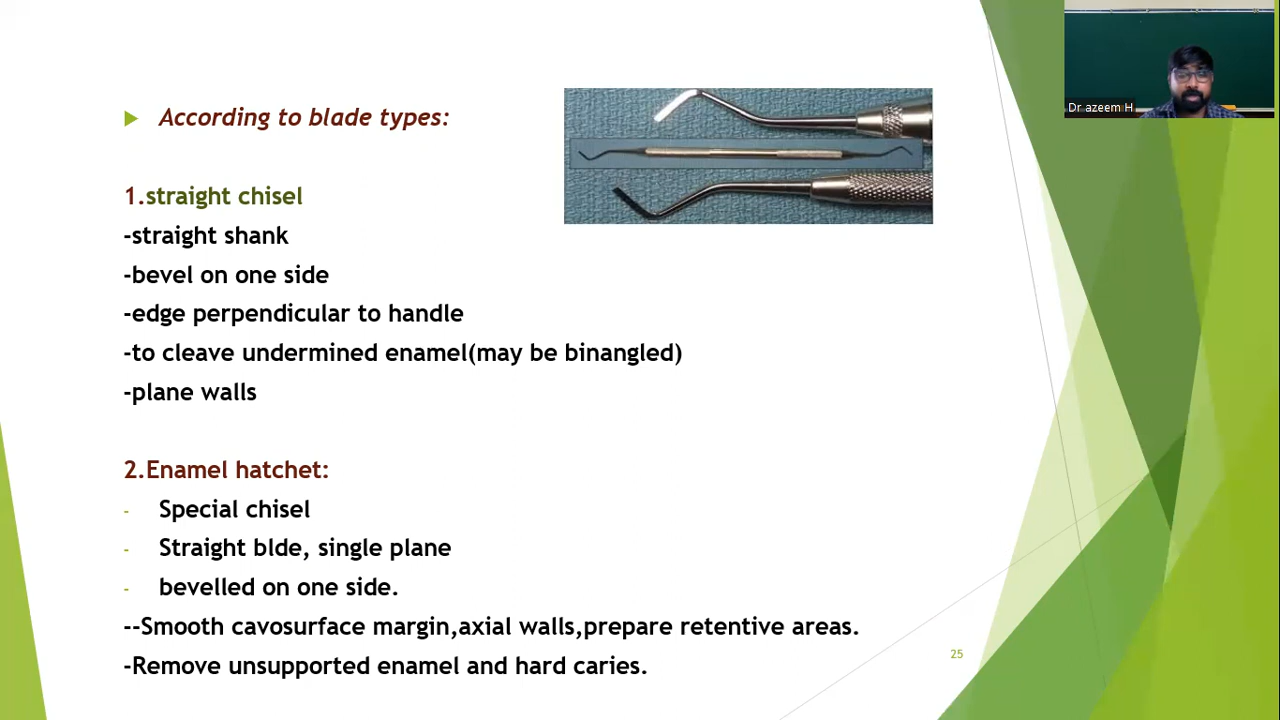 According to blade types:
1.straight chisel
-straight shank
-bevel on one side
-edge perpendicular to handle
-to cleave undermined enamel(may be binangled)
-plane walls
2.Enamel hatchet:
- Special chisel
- Straight blde, single plane
- bevelled on one side.
--Smooth cavosurface margin,axial walls,prepare retentive areas.
-Remove unsupported enamel and hard caries.
25
Dr azeem H